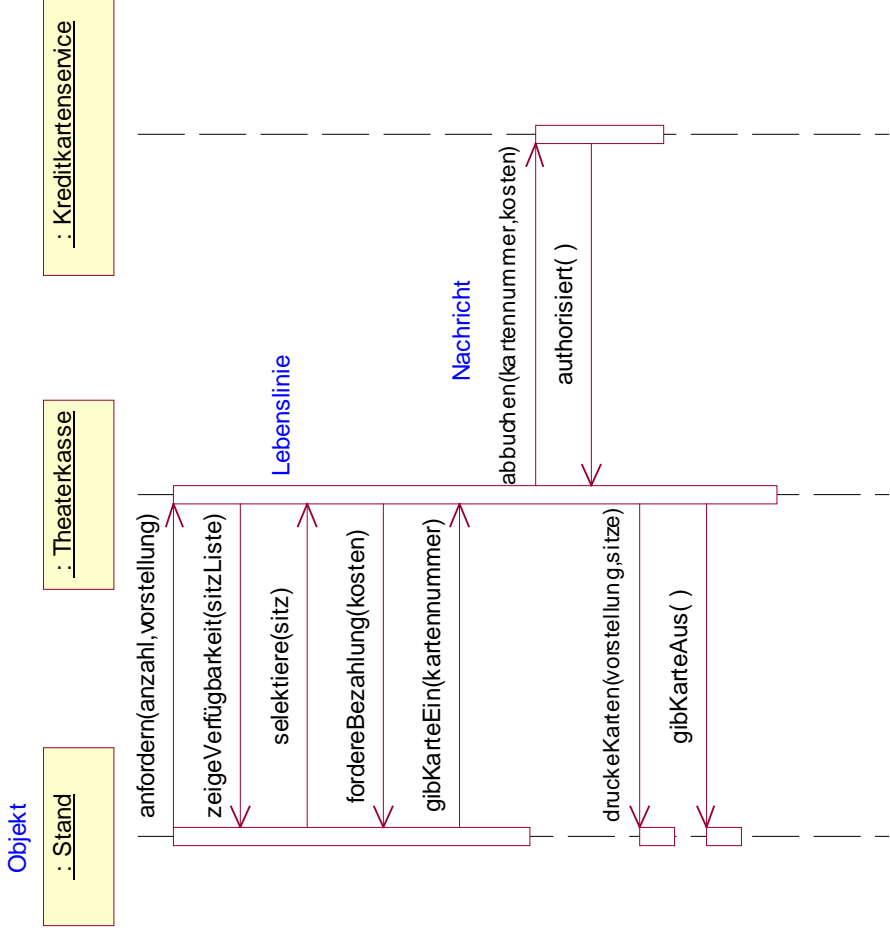 Objekt
: Stand
: Theaterkasse
: Kreditkartenservice
anfordern(anzahl,vorstellung)
zeigeVerfügbarkeit(sitzListe)
Lebenslinie
selektiere(sitz)
fordereBezahlung(kosten)
gibKarteEin(kartennummer)
Nachricht
abbuchen(kartennummer,kosten)
authorisiert( )
druckeKarten(vorstellung,sitze)
gibKarteAus( )